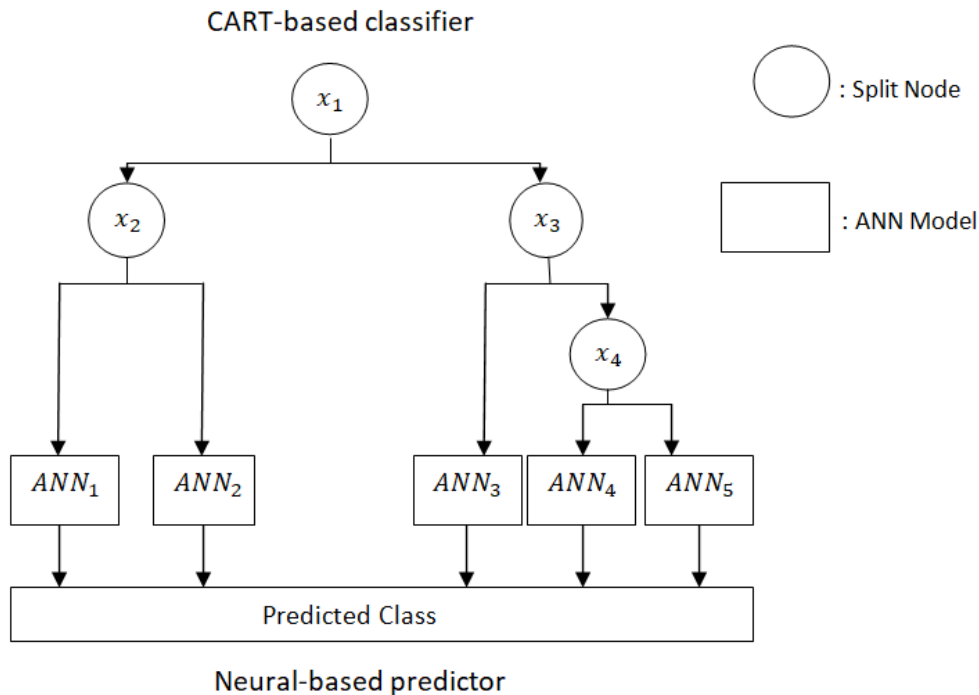 CART-based classifier
x₁
: Split Node
x₂
x₃
: ANN Model
x₄
ANN₁
ANN₂
ANN₃
ANN₄
ANN₅
Predicted Class
Neural-based predictor